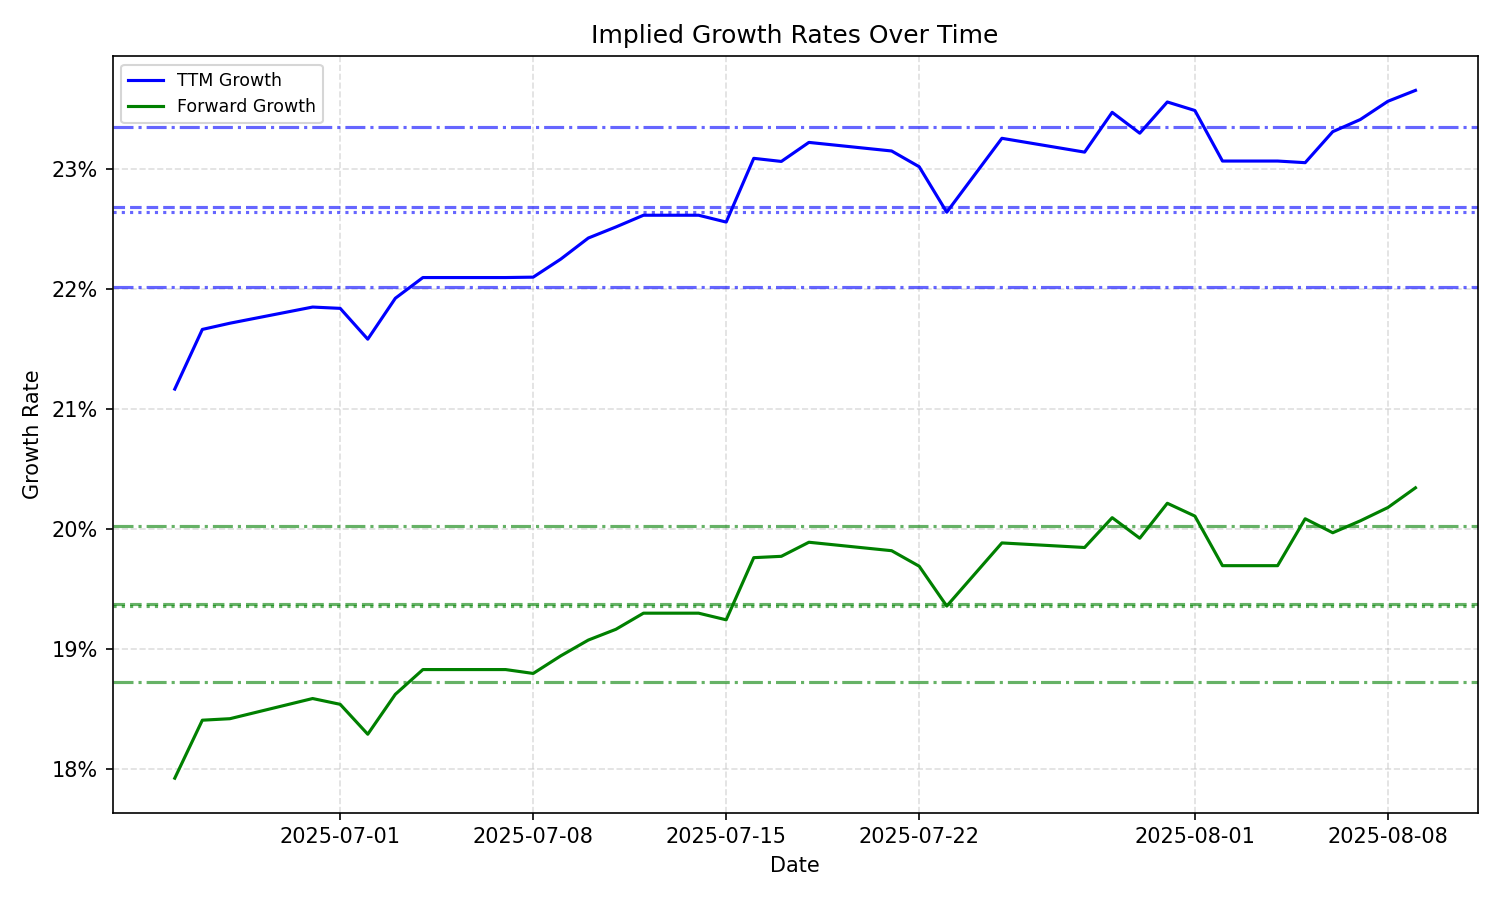 Implied Growth Rates Over Time
TTM Growth
Forward Growth
23%
22%
21%
20%
19%
18%
Growth Rate
2025-07-01
2025-07-08
2025-07-15
2025-07-22
2025-08-01
2025-08-08
Date